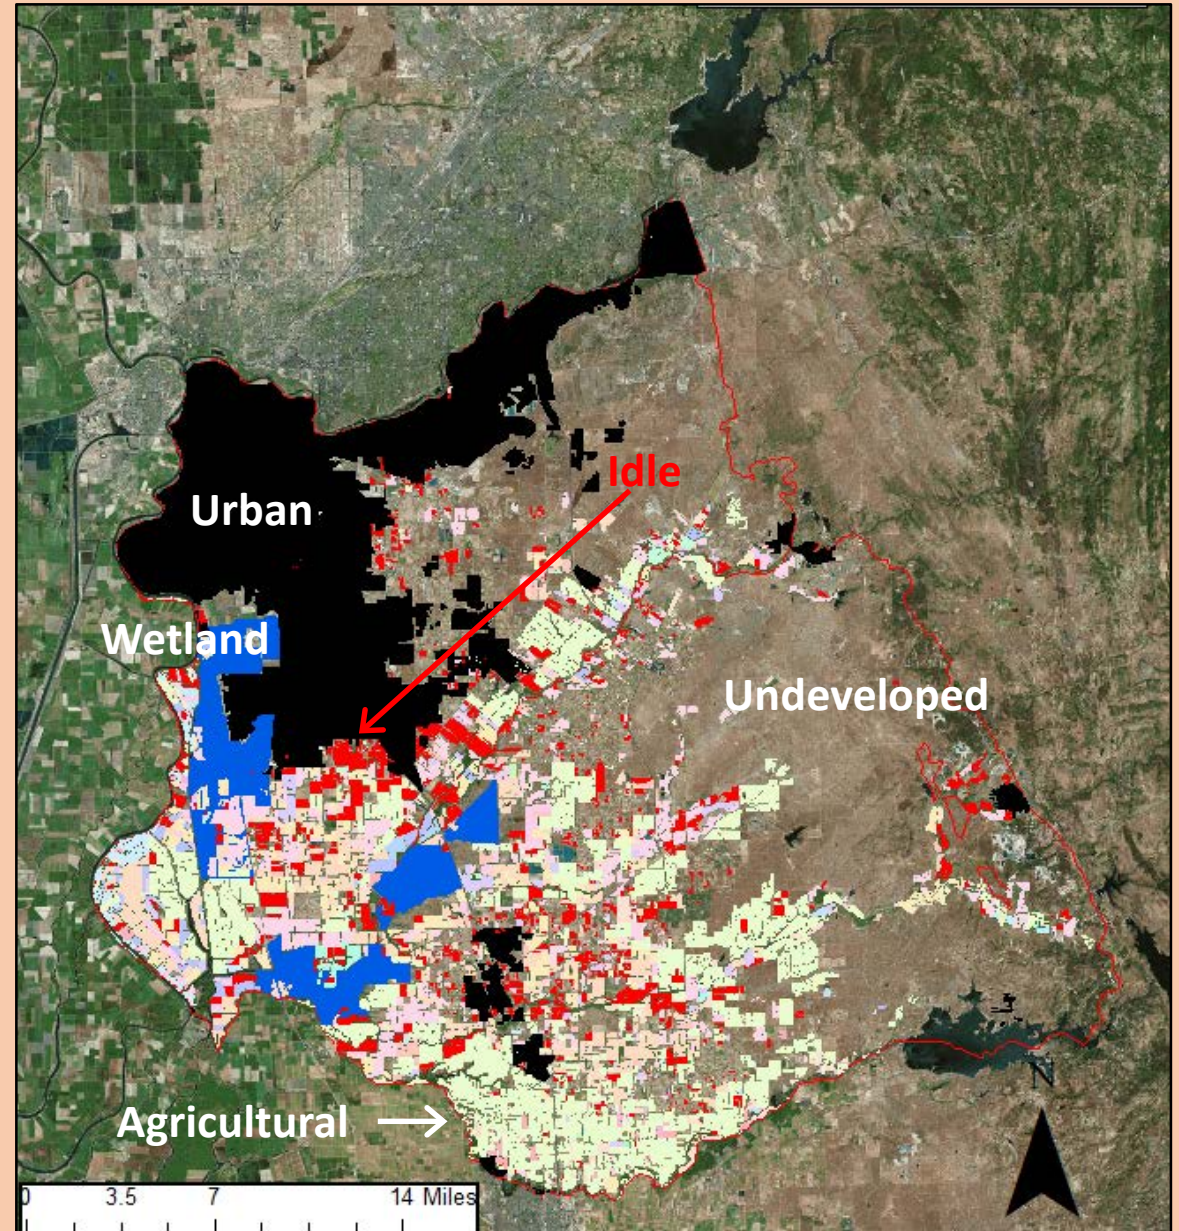 Idle
Urban
Wetland
Undeveloped
Agricultural
N
0 3.5 7 14 Miles